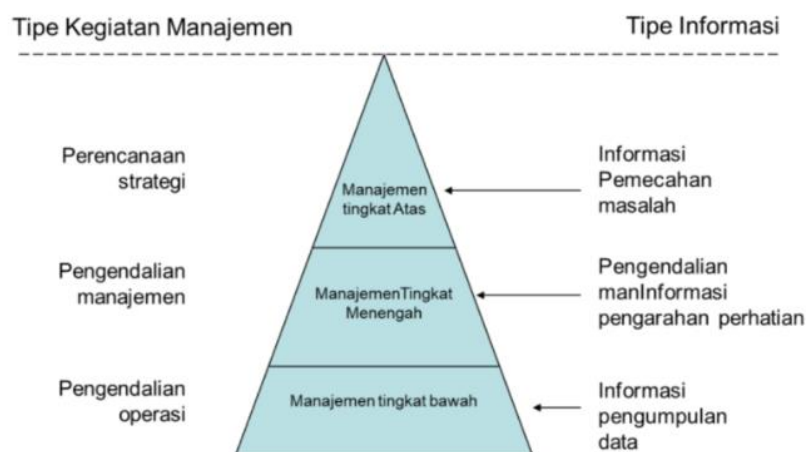 Tipe Kegiatan Manajemen
Tipe Informasi
Perencanaan
strategi
Manajemen
tingkat Atas
Informasi
Pemecahan
masalah
Pengendalian
manajemen
ManajemenTingkat
Menengah
Pengendalian
manInformasi
pengarahan perhatian
Pengendalian
operasi
Manajemen tingkat bawah
Informasi
pengumpulan
data